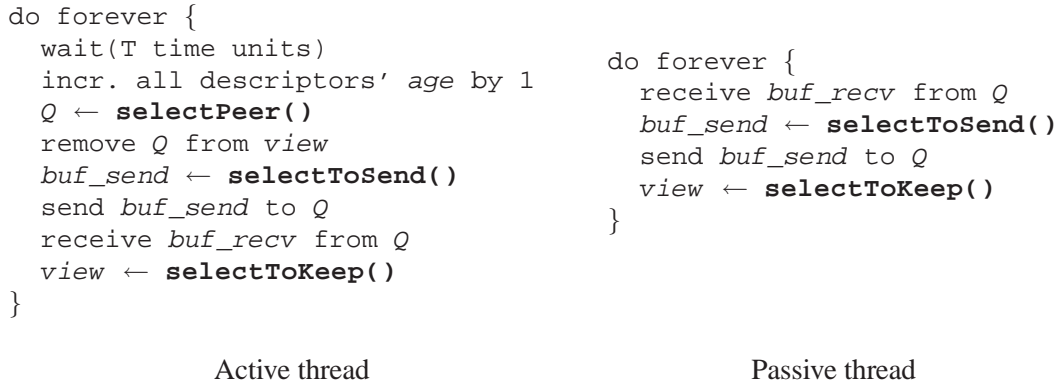 do forever {
wait(T time units)
incr. all descriptors’ age by 1
Q ← selectPeer()
remove Q from view
buf_send ← selectToSend()
send buf_send to Q
receive buf_recv from Q
view ← selectToKeep()
}
Active thread
do forever {
receive buf_recv from Q
buf_send ← selectToSend()
send buf_send to Q
view ← selectToKeep()
}
Passive thread